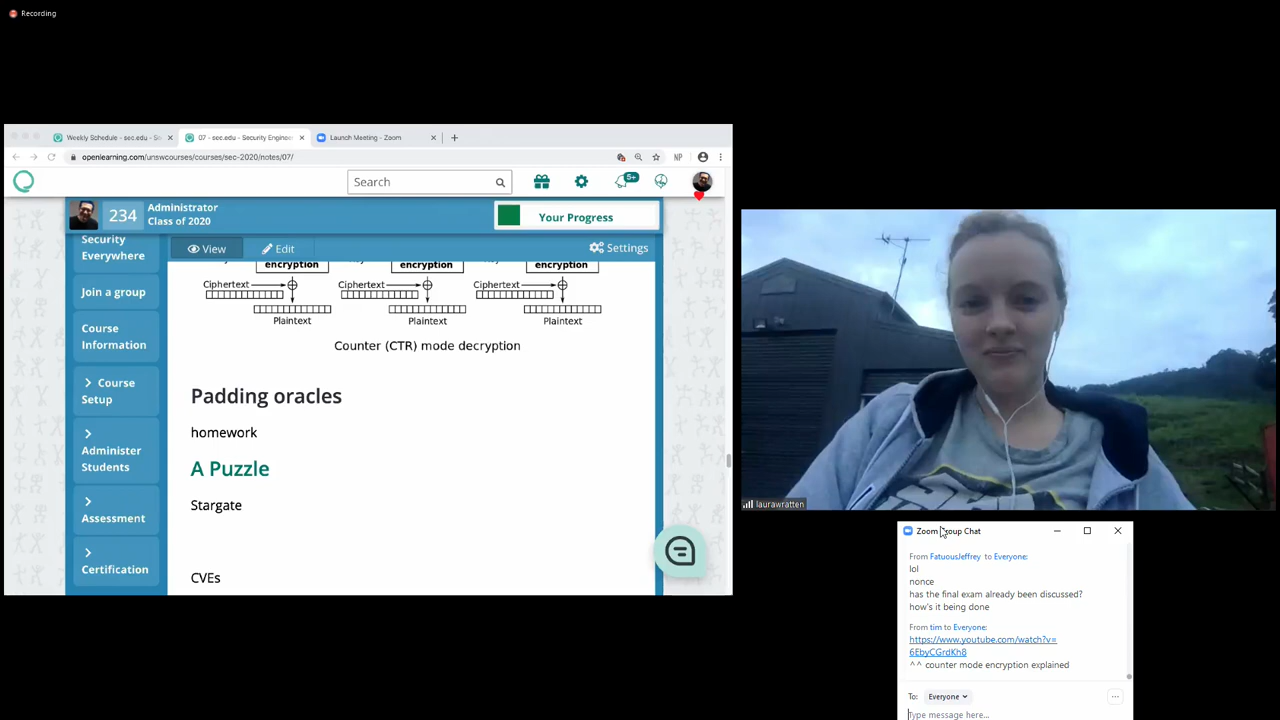 Recording
Weekly Schedule - sec.edu - Se
07 - sec.edu - Security Enginee
Launch Meeting - Zoom
openlearning.com/unswcourses/courses/sec-2020/notes/07/
NP
Search
5+
234
Administrator
Class of 2020
Your Progress
Security
Everywhere
View
Edit
Settings
Join a group
Course
Information
Course
Setup
Administer
Students
Assessment
Certification
encryption
encryption
encryption
Ciphertext
Ciphertext
Ciphertext
Plaintext
Plaintext
Plaintext
Counter (CTR) mode decryption
Padding oracles
homework
A Puzzle
Stargate
CVEs
laurawratten
Zoom Group Chat
From FatuousJeffrey to Everyone:
lol
nonce
has the final exam already been discussed?
how's it being done
From tim to Everyone:
https://www.youtube.com/watch?v=
6EbyCGrdKh8
^^ counter mode encryption explained
To: Everyone
Type message here...